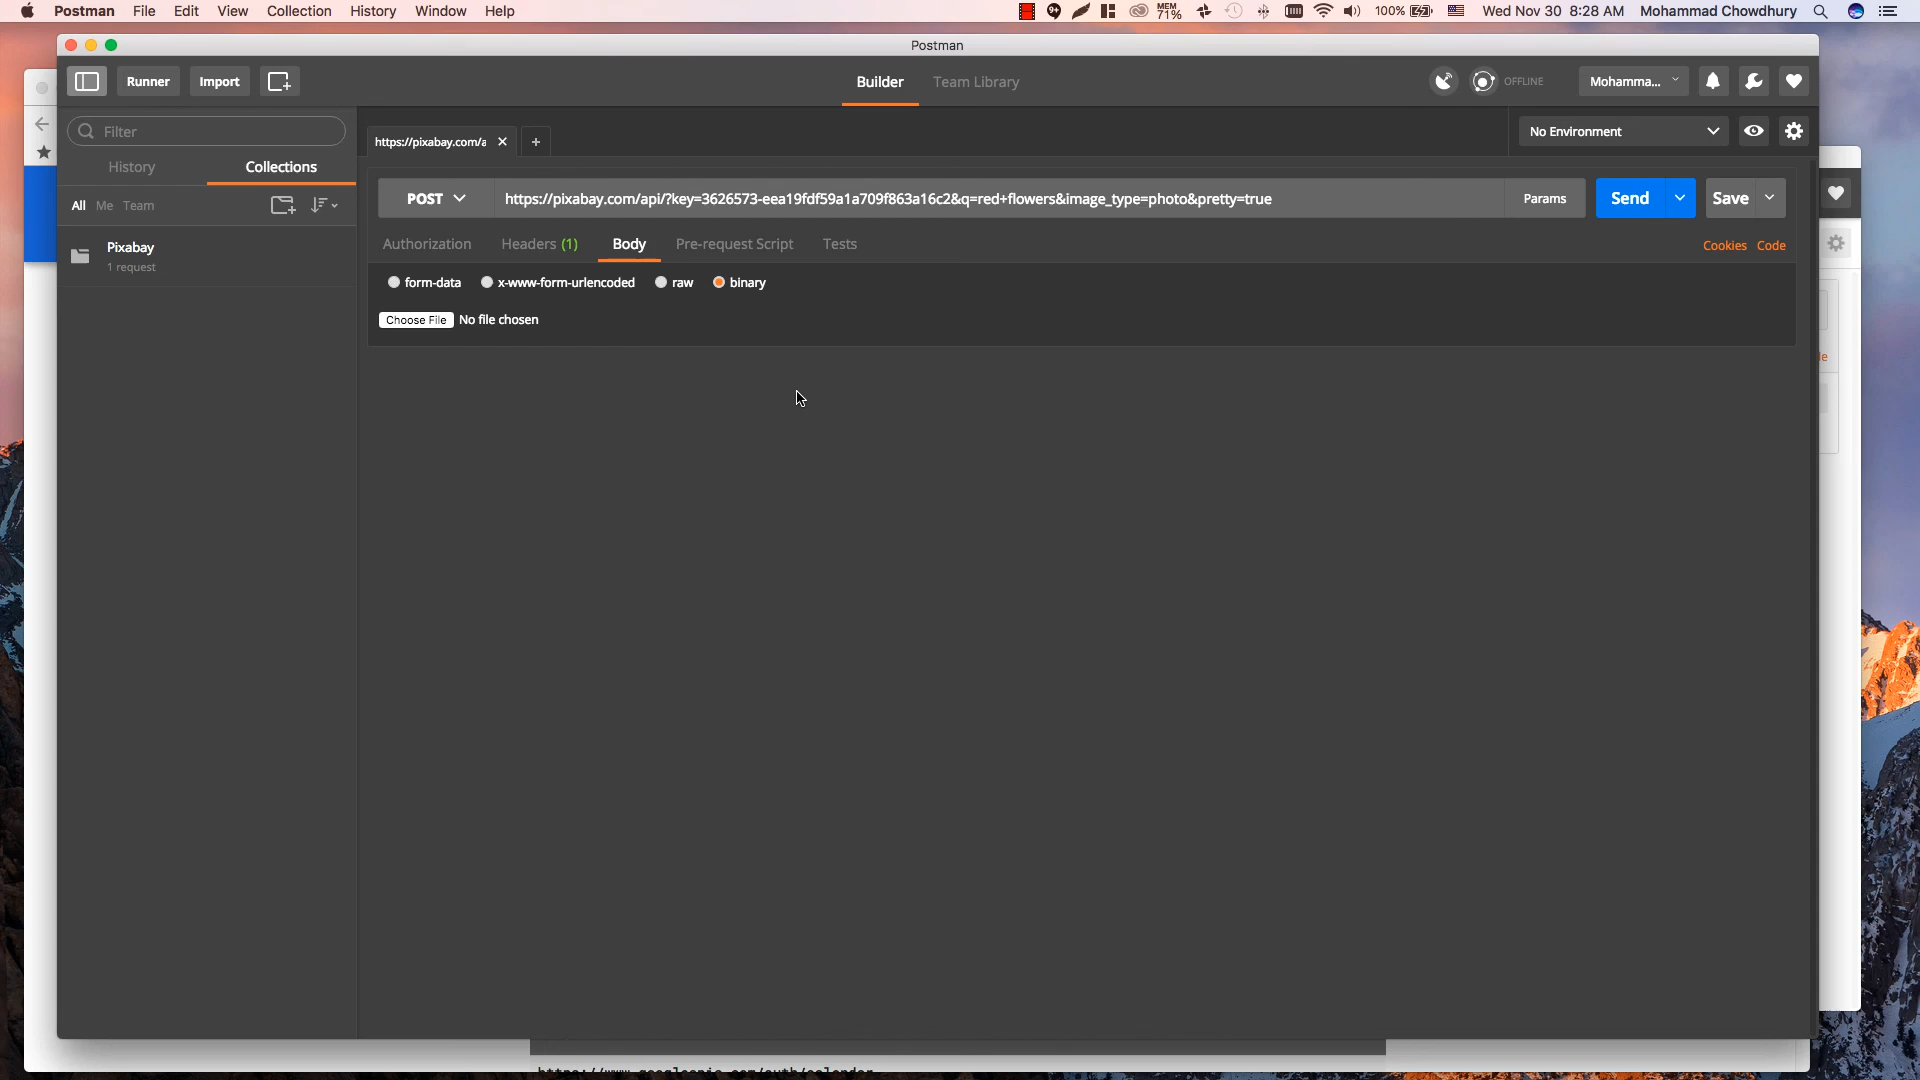 Postman File Edit View Collection History Window Help
MEM 71% 100% Wed Nov 30 8:28 AM Mohammad Chowdhury
Postman
Runner Import Builder Team Library OFFLINE Mohamma...
Filter
https://pixabay.com/a
No Environment
History Collections
POST https://pixabay.com/api/?key=3626573-eea19fdf59a1a709f863a16c2&q=red+flowers&image_type=photo&pretty=true Params Send Save
All Me Team
Authorization Headers (1) Body Pre-request Script Tests Cookies Code
Pixabay
1 request
form-data x-www-form-urlencoded raw binary
Choose File No file chosen